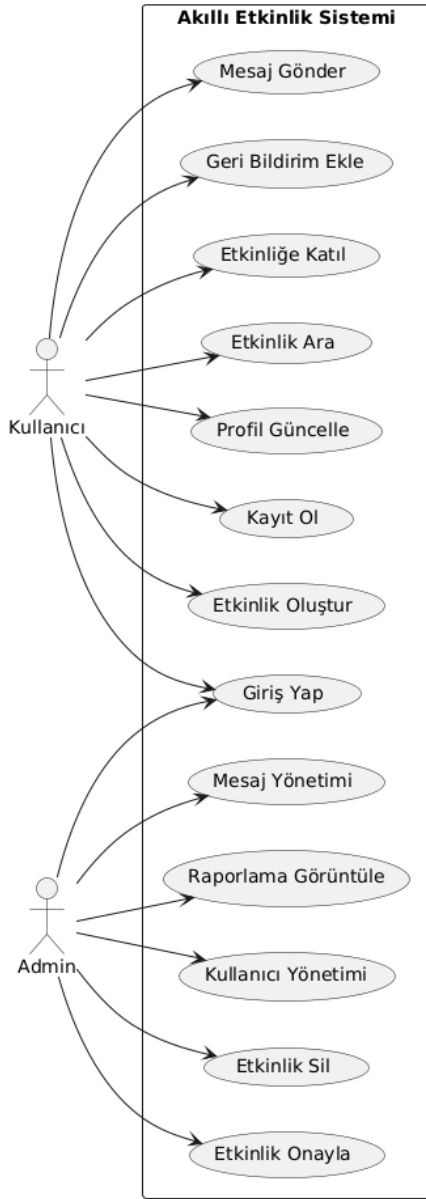 Akıllı Etkinlik Sistemi
Mesaj Gönder
Geri Bildirim Ekle
Etkinliğe Katıl
Etkinlik Ara
Kullanıcı
Profil Güncelle
Kayıt Ol
Etkinlik Oluştur
Giriş Yap
Mesaj Yönetimi
Raporlama Görüntüle
Admin
Kullanıcı Yönetimi
Etkinlik Sil
Etkinlik Onayla